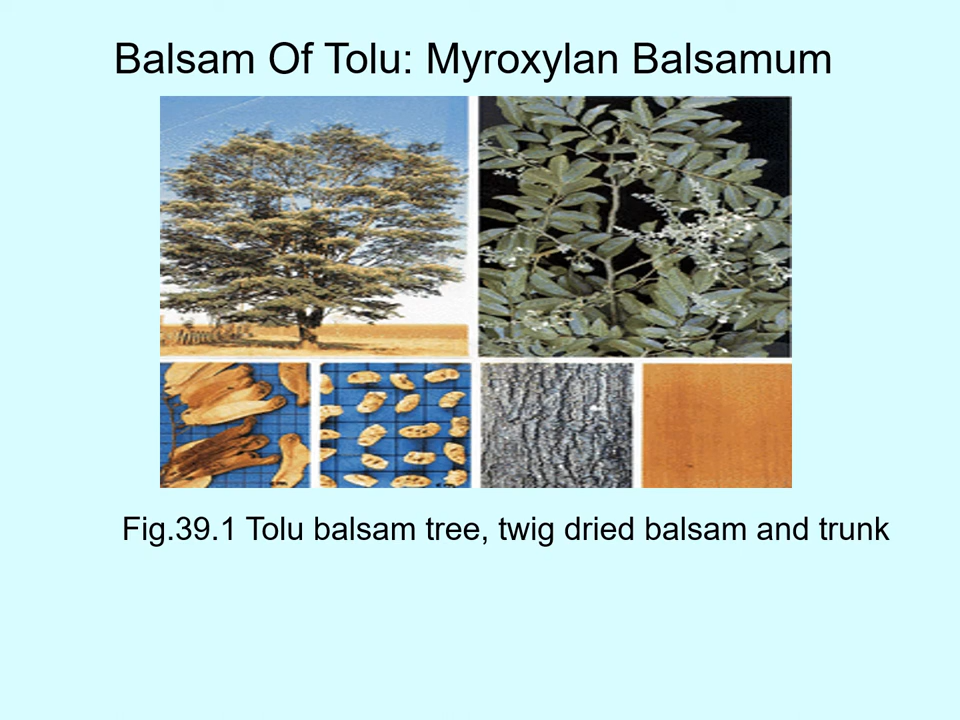 Balsam Of Tolu: Myroxylan Balsamum
Fig.39.1 Tolu balsam tree, twig dried balsam and trunk